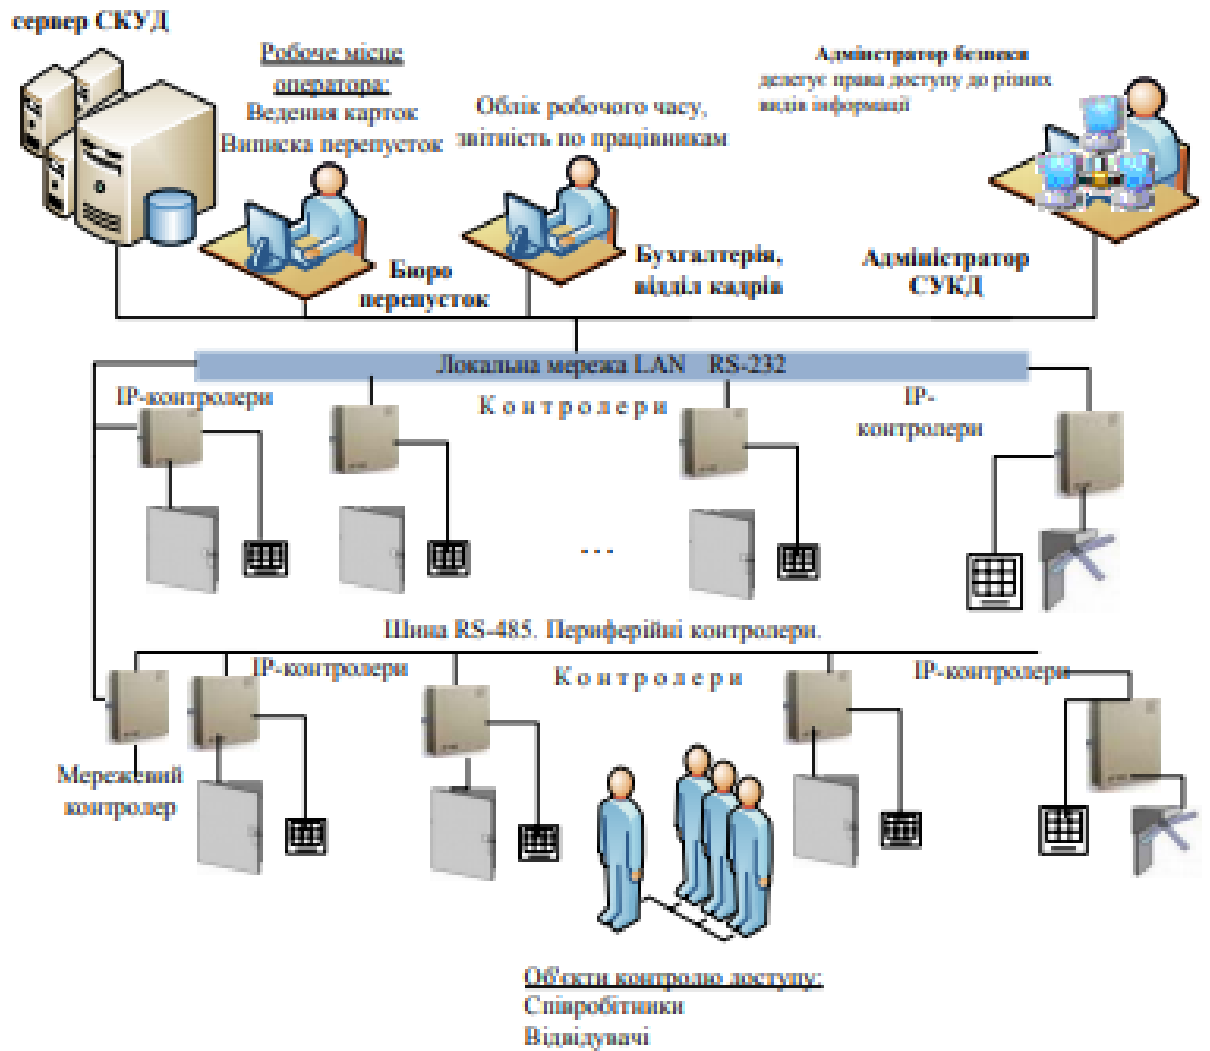 сервер СКУД
Робоче місце
оператора:
Ведення карток
Виписка перепусток
Облік робочого часу,
звітність по працівникам
Адміністратор безпеки
делегує права доступу до різних
видів інформації
Бюро
перепусток
Бухгалтерія,
відділ кадрів
Адміністратор
СУКД
Локальна мережа LAN RS-232
IP-контролери
Контролери
IP-
контролери
...
Шина RS-485. Периферійні контролери.
IP-контролери
Контролери
IP-контролери
Мережевий
контролер
Об'єкти контролю доступу:
Співробітники
Відвідувачі